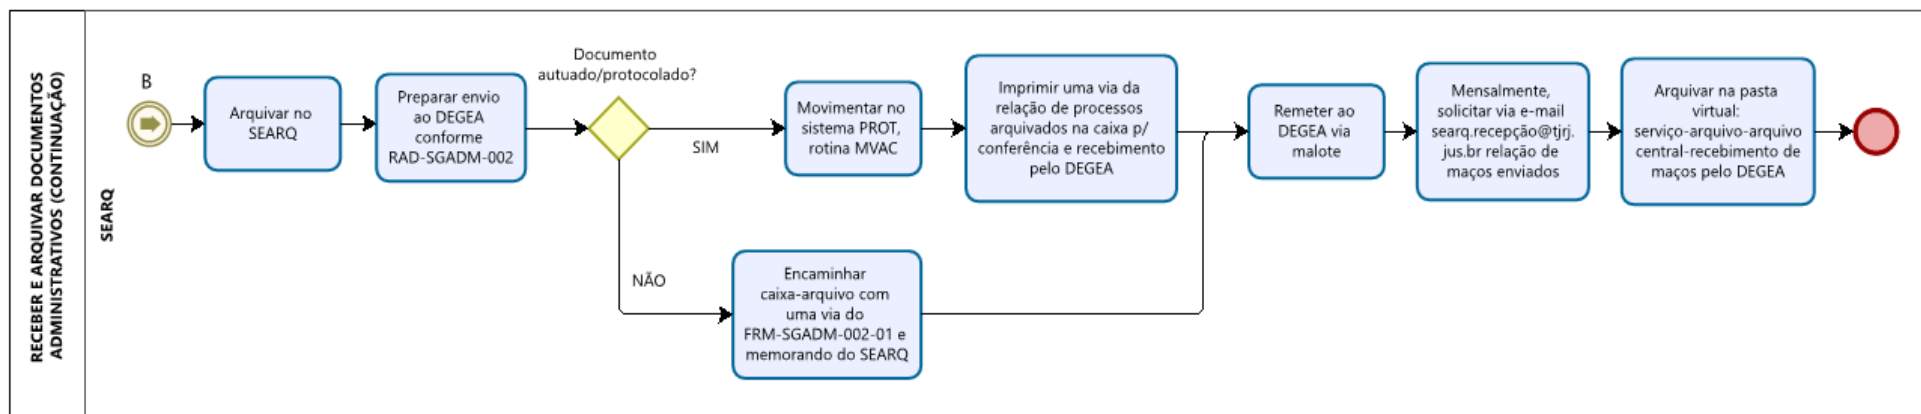 RECEBER E ARQUIVAR DOCUMENTOS
ADMINISTRATIVOS (CONTINUAÇÃO)
SEARQ
B
Arquivar no
SEARQ
Preparar envio
ao DEGEA
conforme
RAD-SGADM-002
Documento
autuado/protocolado?
SIM
NÃO
Movimentar no
sistema PROT,
rotina MVAC
Imprimir uma via da
relação de processos
arquivados na caixa p/
conferência e recebimento
pelo DEGEA
Encaminhar
caixa-arquivo com
uma via do
FRM-SGADM-002-01 e
memorando do SEARQ
Remeter ao
DEGEA via
malote
Mensalmente,
solicitar via e-mail
searq.recepção@tjrj.
jus.br relação de
maços enviados
Arquivar na pasta
virtual:
serviço-arquivo-arquivo
central-recebimento de
maços pelo DEGEA